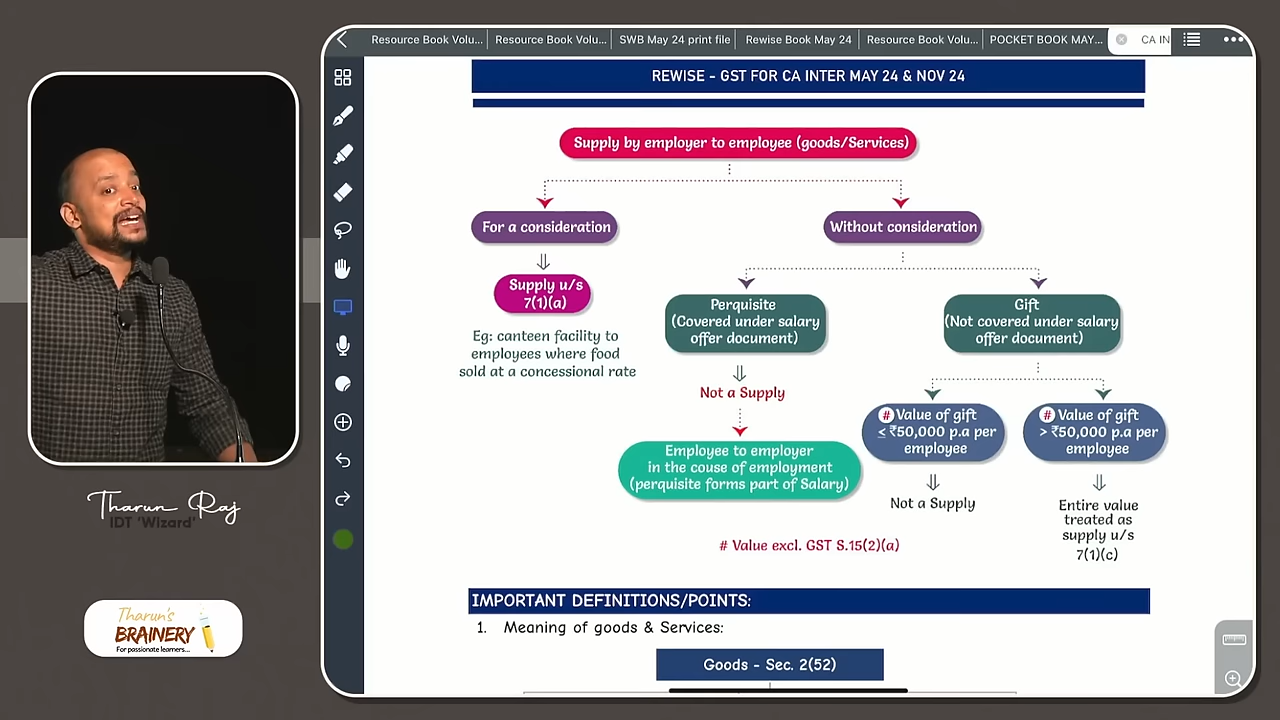 Resource Book Volu...
Resource Book Volu...
SWB May 24 print file
Rewise Book May 24
Resource Book Volu...
POCKET BOOK MAY...
CA IN
REWISE - GST FOR CA INTER MAY 24 & NOV 24
Supply by employer to employee (goods/Services)
For a consideration
Without consideration
Supply u/s
7(1)(a)
Eg: canteen facility to
employees where food
sold at a concessional rate
Perquisite
(Covered under salary
offer document)
Not a Supply
Employee to employer
in the couse of employment
(perquisite forms part of Salary)
Gift
(Not covered under salary
offer document)
# Value of gift
≤ ₹50,000 p.a per
employee
Not a Supply
# Value of gift
> ₹50,000 p.a per
employee
Entire value
treated as
supply u/s
7(1)(c)
# Value excl. GST S.15(2)(a)
IMPORTANT DEFINITIONS/POINTS:
1. Meaning of goods & Services:
Goods - Sec. 2(52)
Tharun Raj
IDT 'Wizard'
Tharun's
BRAINERY
For passionate learners...